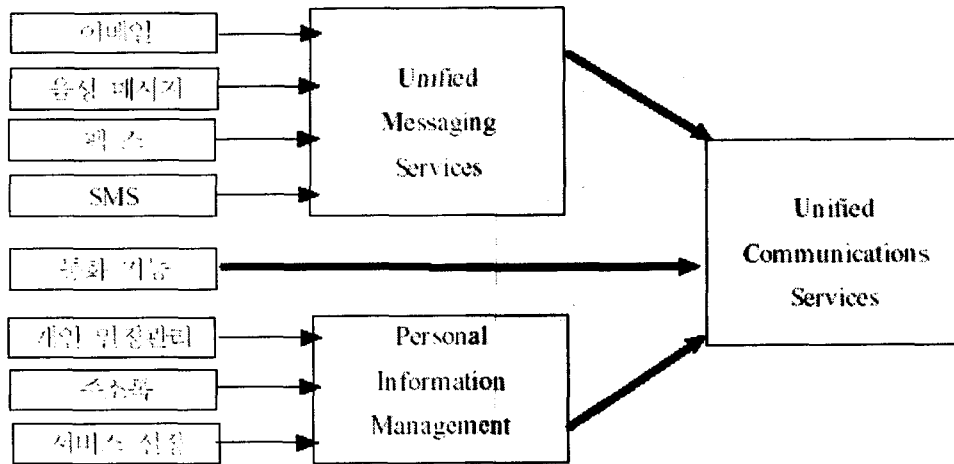 이메일
음성 메시지
팩 스
SMS
통화 기능
개인 일정관리
주소록
서비스 설정
Unified
Messaging
Services
Personal
Information
Management
Unified
Communications
Services